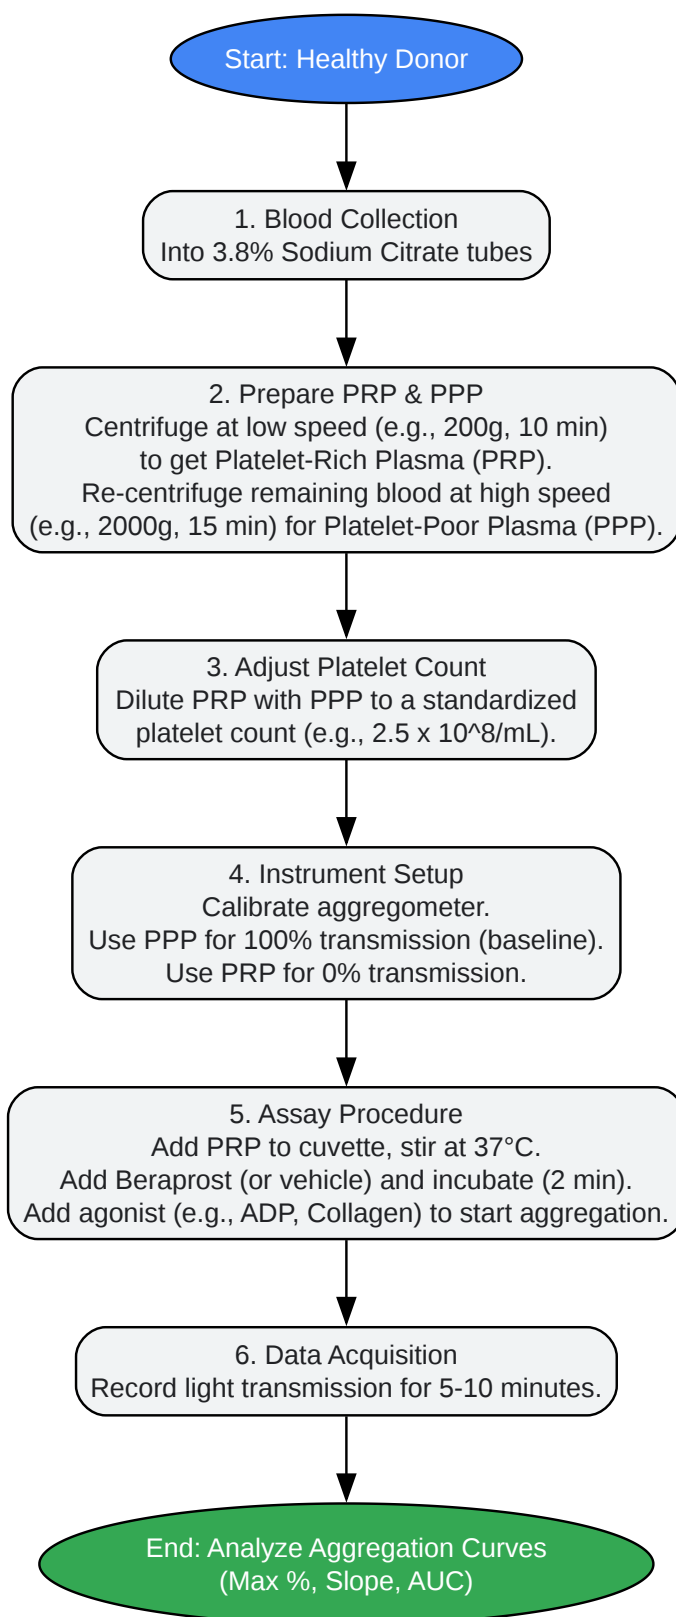 Start: Healthy Donor
1. Blood Collection
Into 3.8% Sodium Citrate tubes
2. Prepare PRP & PPP
Centrifuge at low speed (e.g., 200g, 10 min)
to get Platelet-Rich Plasma (PRP).
Re-centrifuge remaining blood at high speed
(e.g., 2000g, 15 min) for Platelet-Poor Plasma (PPP).
3. Adjust Platelet Count
Dilute PRP with PPP to a standardized
platelet count (e.g., 2.5 x 10^8/mL).
4. Instrument Setup
Calibrate aggregometer.
Use PPP for 100% transmission (baseline).
Use PRP for 0% transmission.
5. Assay Procedure
Add PRP to cuvette, stir at 37°C.
Add Beraprost (or vehicle) and incubate (2 min).
Add agonist (e.g., ADP, Collagen) to start aggregation.
6. Data Acquisition
Record light transmission for 5-10 minutes.
End: Analyze Aggregation Curves
(Max %, Slope, AUC)